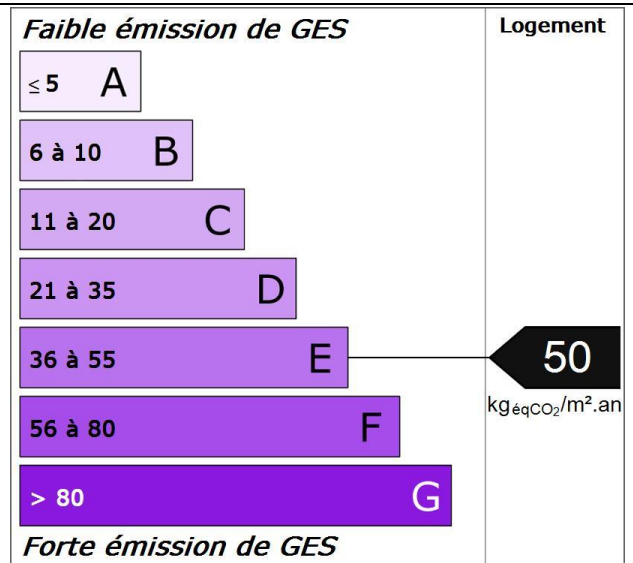 Faible émission de GES
Logement
≤ 5 A
6 à 10 B
11 à 20 C
21 à 35 D
36 à 55 E
50
kgéqCO2/m².an
56 à 80 F
> 80 G
Forte émission de GES